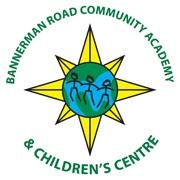 BANNERMAN ROAD COMMUNITY ACADEMY
& CHILDREN'S CENTRE